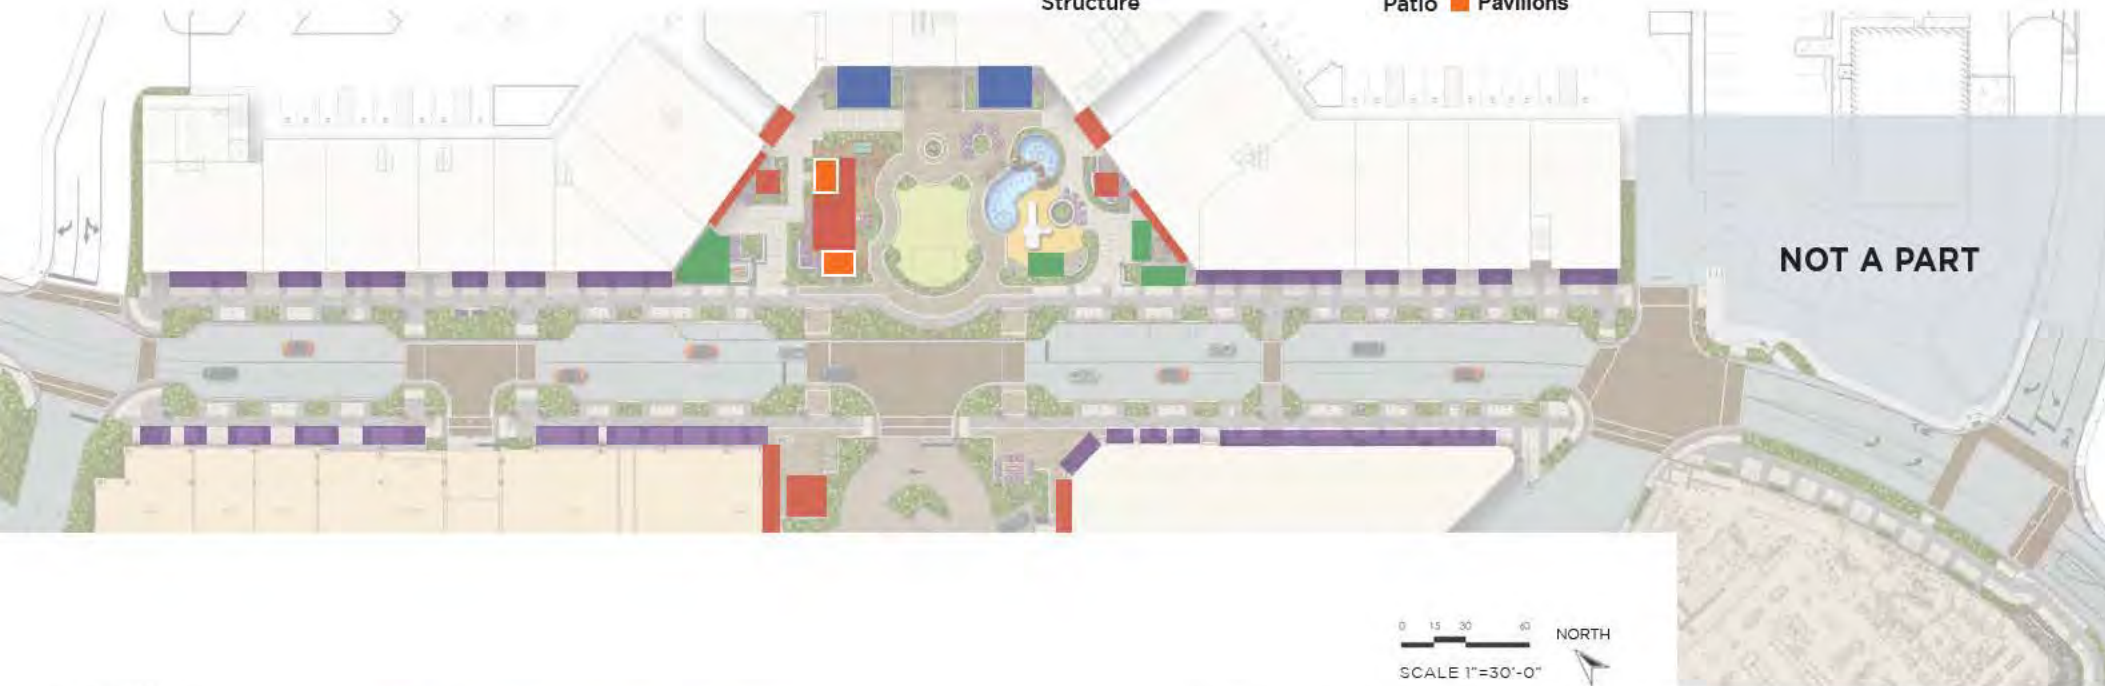 Structure
Patio Pavilions
NOT A PART
0 15 30 60
NORTH
SCALE 1"=30'-0"